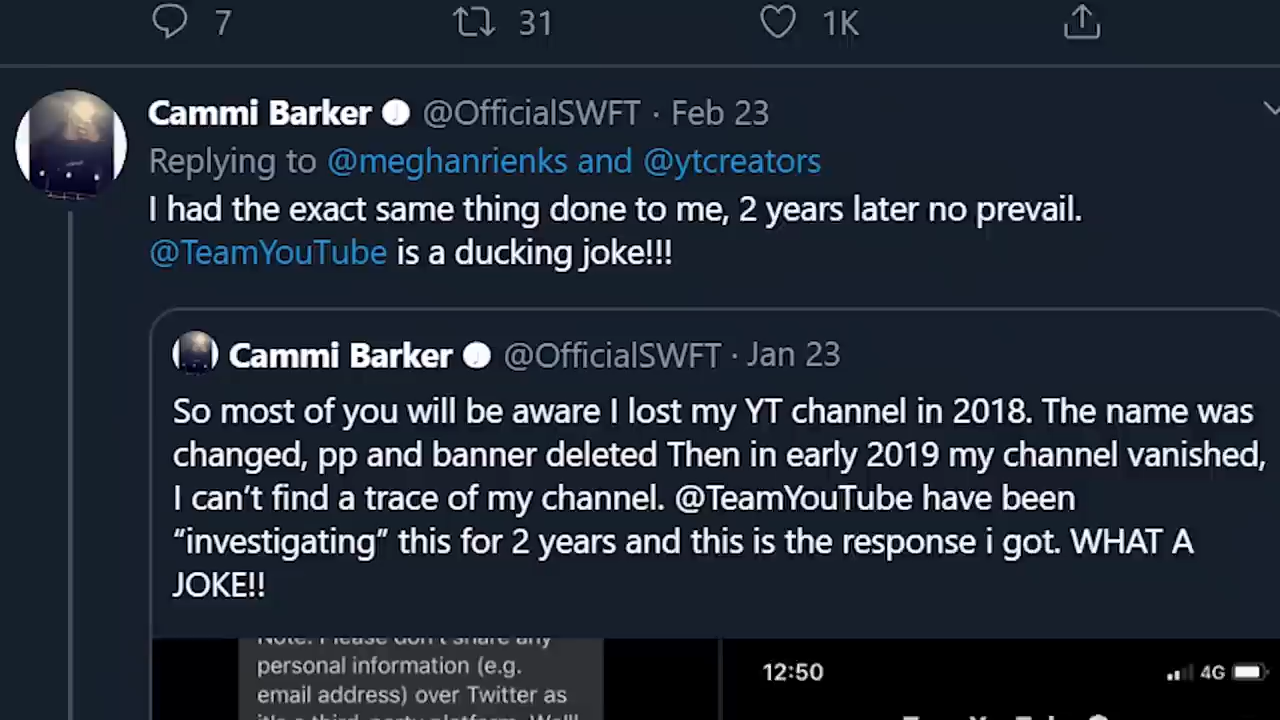 7 31 1K
Cammi Barker @OfficialSWFT · Feb 23
Replying to @meghanrienks and @ytcreators
I had the exact same thing done to me, 2 years later no prevail.
@TeamYouTube is a ducking joke!!!
Cammi Barker @OfficialSWFT · Jan 23
So most of you will be aware I lost my YT channel in 2018. The name was
changed, pp and banner deleted Then in early 2019 my channel vanished,
I can't find a trace of my channel. @TeamYouTube have been
“investigating” this for 2 years and this is the response i got. WHAT A
JOKE!!
Note: Please don't share any
personal information (e.g.
email address) over Twitter as
12:50 4G